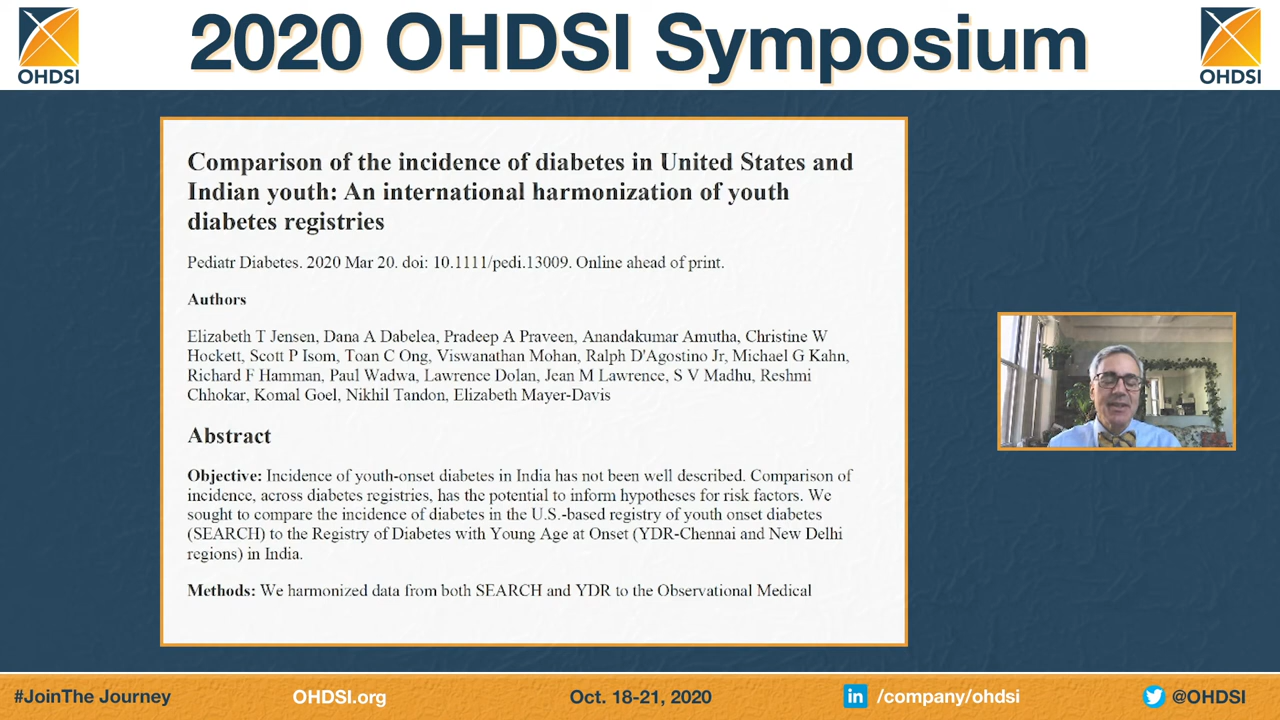 2020 OHDSI Symposium
OHDSI
OHDSI
Comparison of the incidence of diabetes in United States and
Indian youth: An international harmonization of youth
diabetes registries
Pediatr Diabetes. 2020 Mar 20. doi: 10.1111/pedi.13009. Online ahead of print.
Authors
Elizabeth T Jensen, Dana A Dabelea, Pradeep A Praveen, Anandakumar Amutha, Christine W
Hockett, Scott P Isom, Toan C Ong, Viswanathan Mohan, Ralph D'Agostino Jr, Michael G Kahn,
Richard F Hamman, Paul Wadwa, Lawrence Dolan, Jean M Lawrence, S V Madhu, Reshmi
Chhokar, Komal Goel, Nikhil Tandon, Elizabeth Mayer-Davis
Abstract
Objective: Incidence of youth-onset diabetes in India has not been well described. Comparison of
incidence, across diabetes registries, has the potential to inform hypotheses for risk factors. We
sought to compare the incidence of diabetes in the U.S.-based registry of youth onset diabetes
(SEARCH) to the Registry of Diabetes with Young Age at Onset (YDR-Chennai and New Delhi
regions) in India.
Methods: We harmonized data from both SEARCH and YDR to the Observational Medical
#JoinThe Journey
OHDSI.org
Oct. 18-21, 2020
in /company/ohdsi
@OHDSI